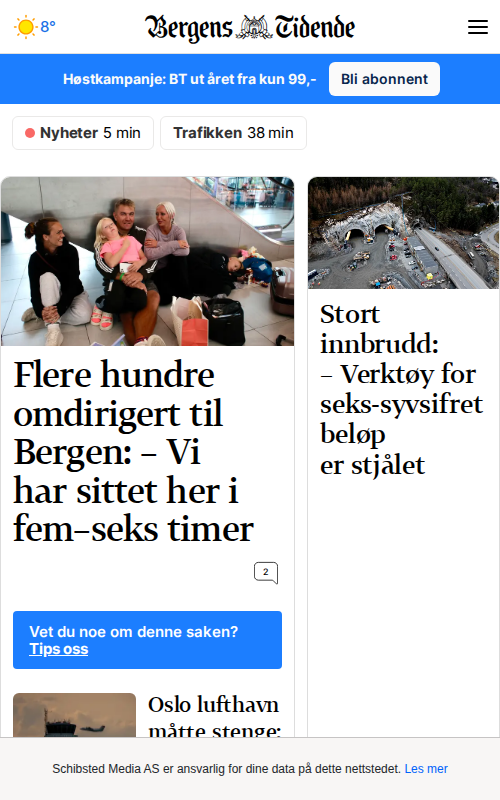 8°
Bergens Tidende
Høstkampanje: BT ut året fra kun 99,-
Bli abonnent
Nyheter 5 min
Trafikken 38 min
Flere hundre
omdirigert til
Bergen: – Vi
har sittet her i
fem–seks timer
2
Vet du noe om denne saken?
Tips oss
Oslo lufthavn
måtte stenge:
Stort
innbrudd:
– Verktøy for
seks-syvsifret
beløp
er stjålet
Schibsted Media AS er ansvarlig for dine data på dette nettstedet. Les mer